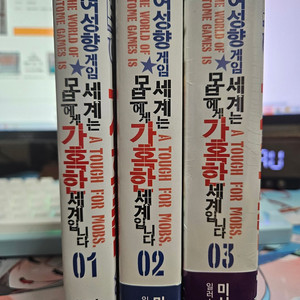 THE WORLD OF
OTOME GAMES IS
여성향 게임
세계는
모브에게
가혹한
세계입니다
A TOUGH FOR MOBS.
01
THE WORLD OF
OTOME GAMES IS
여성향 게임
세계는
모브에게
가혹한
세계입니다
A TOUGH FOR MOBS.
02
THE WORLD OF
OTOME GAMES IS
여성향 게임
세계는
모브에게
가혹한
세계입니다
A TOUGH FOR MOBS.
03